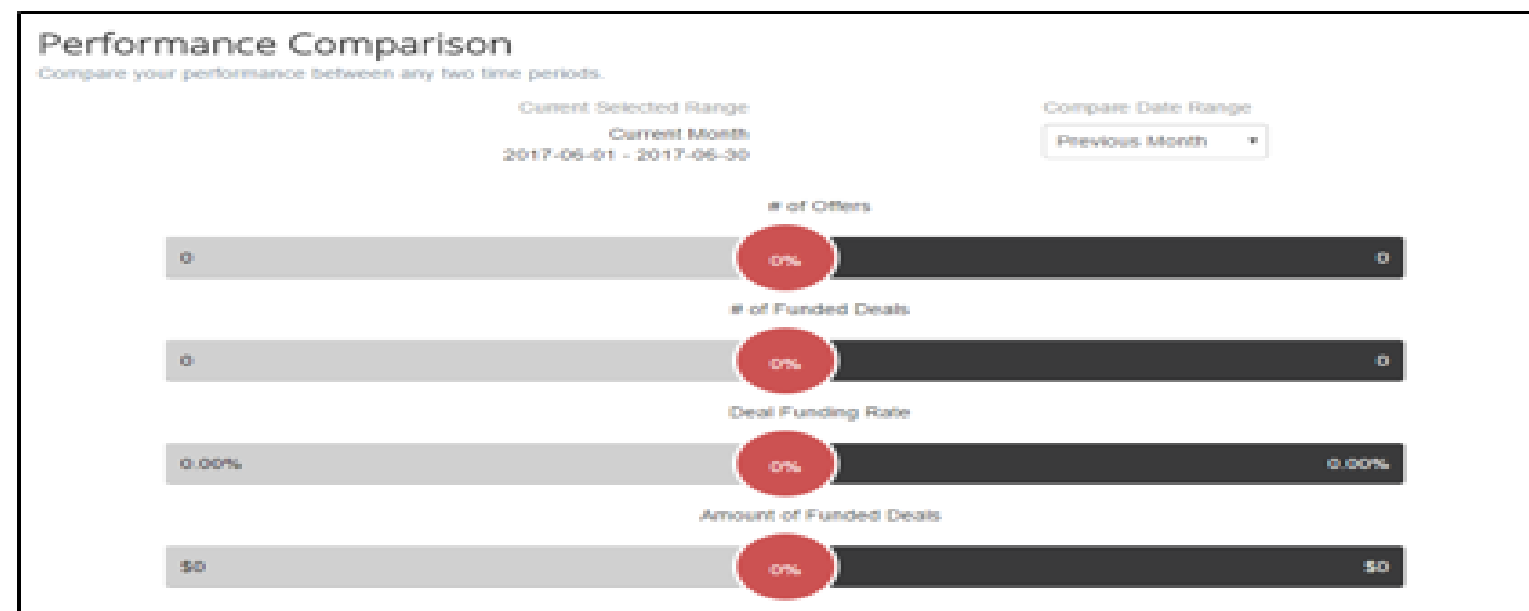 Performance Comparison
Compare your performance between any two time periods.
Current Selected Range
Current Month
2017-06-01 - 2017-06-30
Compare Date Range
Previous Month
# of Offers
0 0% 0
# of Funded Deals
0 0% 0
Deal Funding Rate
0.00% 0% 0.00%
Amount of Funded Deals
$0 0% $0